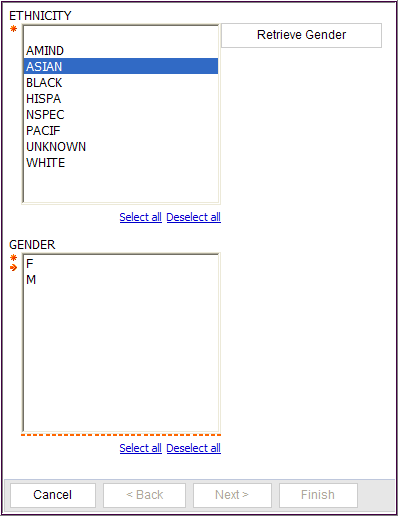 ETHNICITY
Retrieve Gender
AMIND
ASIAN
BLACK
HISPA
NSPEC
PACIF
UNKNOWN
WHITE
Select all Deselect all
GENDER
F
M
Select all Deselect all
Cancel < Back Next > Finish